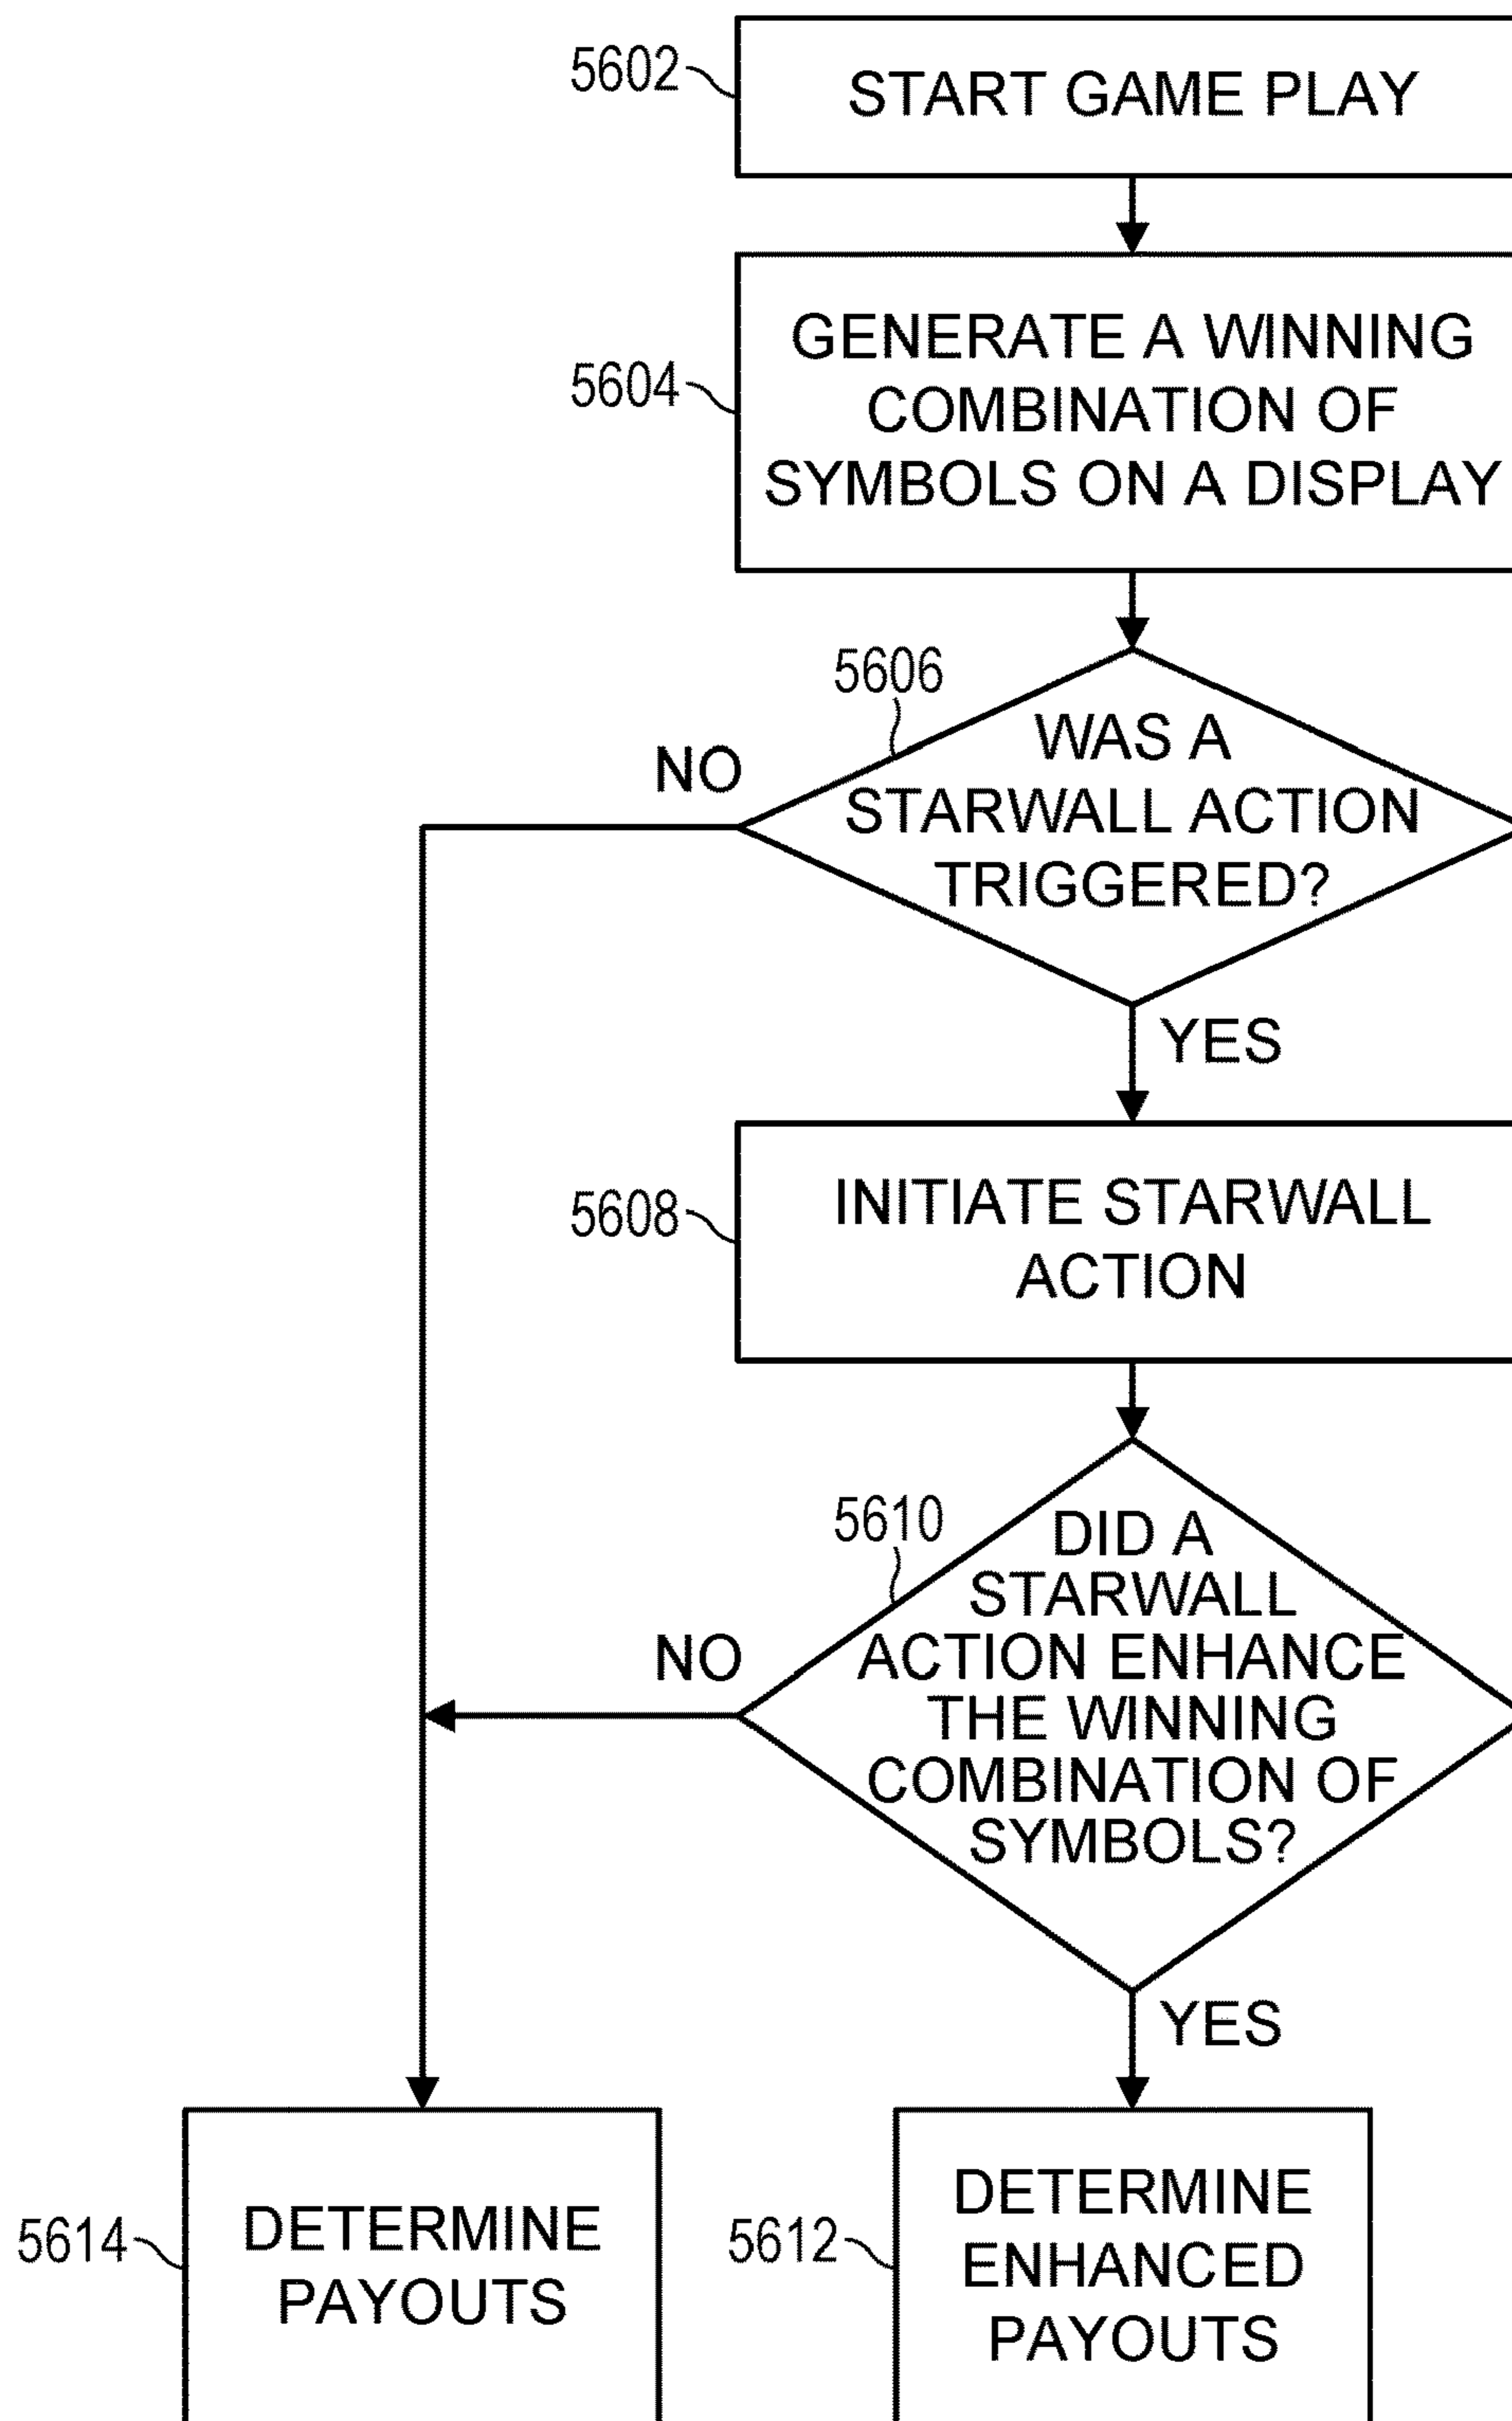 5602
START GAME PLAY
5604
GENERATE A WINNING
COMBINATION OF
SYMBOLS ON A DISPLAY
5606
NO
WAS A
STARWALL ACTION
TRIGGERED?
YES
5608
INITIATE STARWALL
ACTION
5610
NO
DID A
STARWALL
ACTION ENHANCE
THE WINNING
COMBINATION OF
SYMBOLS?
YES
5614
DETERMINE
PAYOUTS
5612
DETERMINE
ENHANCED
PAYOUTS